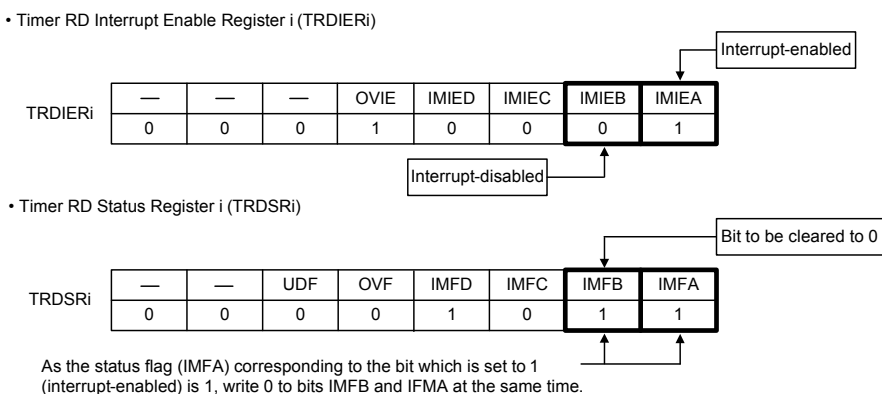 • Timer RD Interrupt Enable Register i (TRDIERi)
Interrupt-enabled
TRDIERi
— — — OVIE IMIED IMIEC IMIEB IMIEA
0 0 0 1 0 0 0 1
Interrupt-disabled
• Timer RD Status Register i (TRDSRi)
Bit to be cleared to 0
TRDSRi
— — UDF OVF IMFD IMFC IMFB IMFA
0 0 0 0 1 0 1 1
As the status flag (IMFA) corresponding to the bit which is set to 1
(interrupt-enabled) is 1, write 0 to bits IMFB and IFMA at the same time.